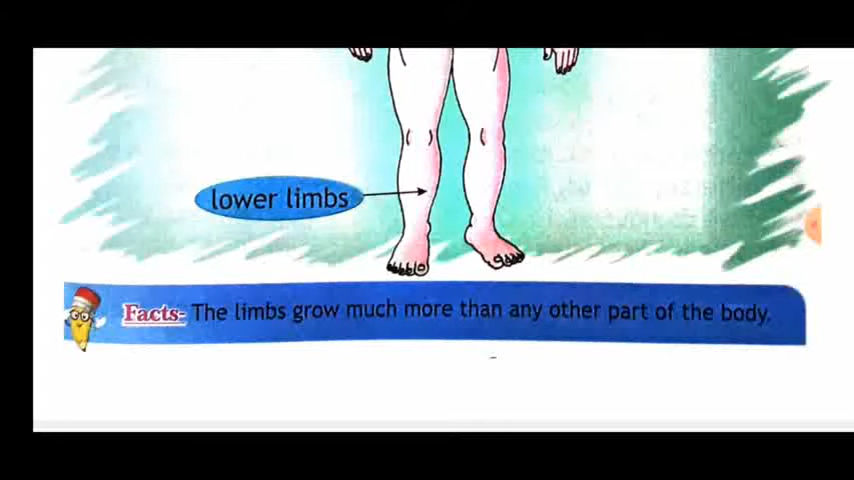 lower limbs
Facts- The limbs grow much more than any other part of the body.